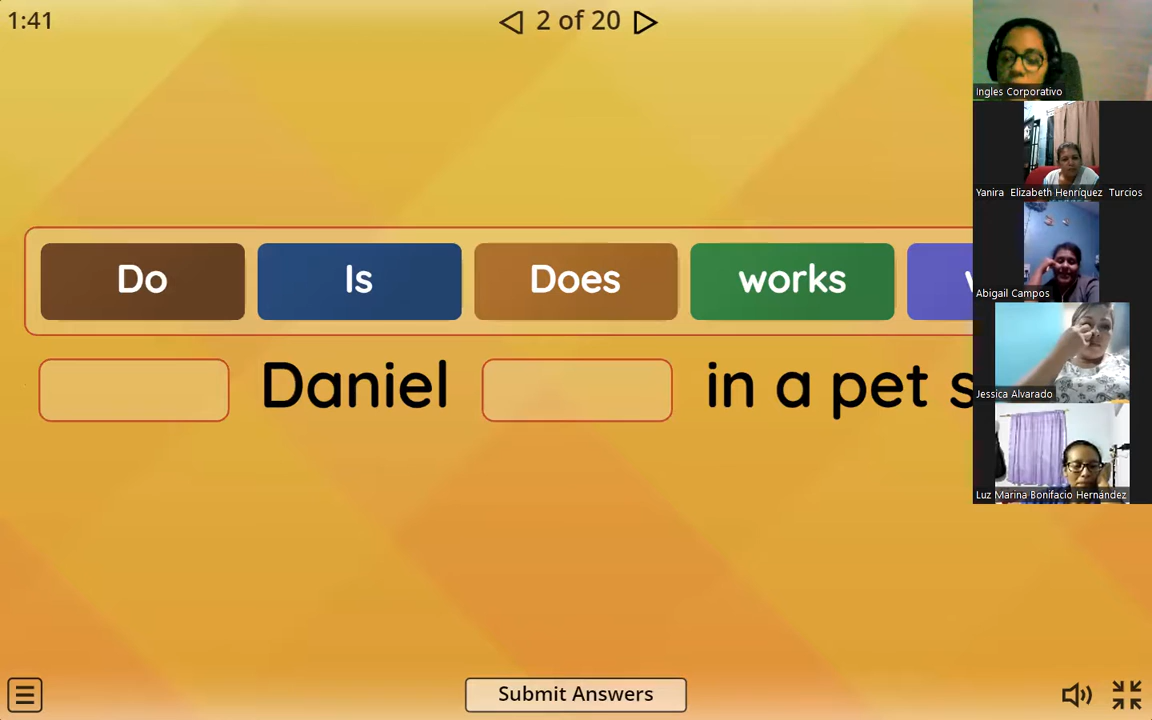 1:41
2 of 20
Ingles Corporativo
Yanira Elizabeth Henríquez Turcios
Abigail Campos
Do Is Does works
Daniel in a pet
Jessica Alvarado
Luz Marina Bonifacio Hernández
Submit Answers